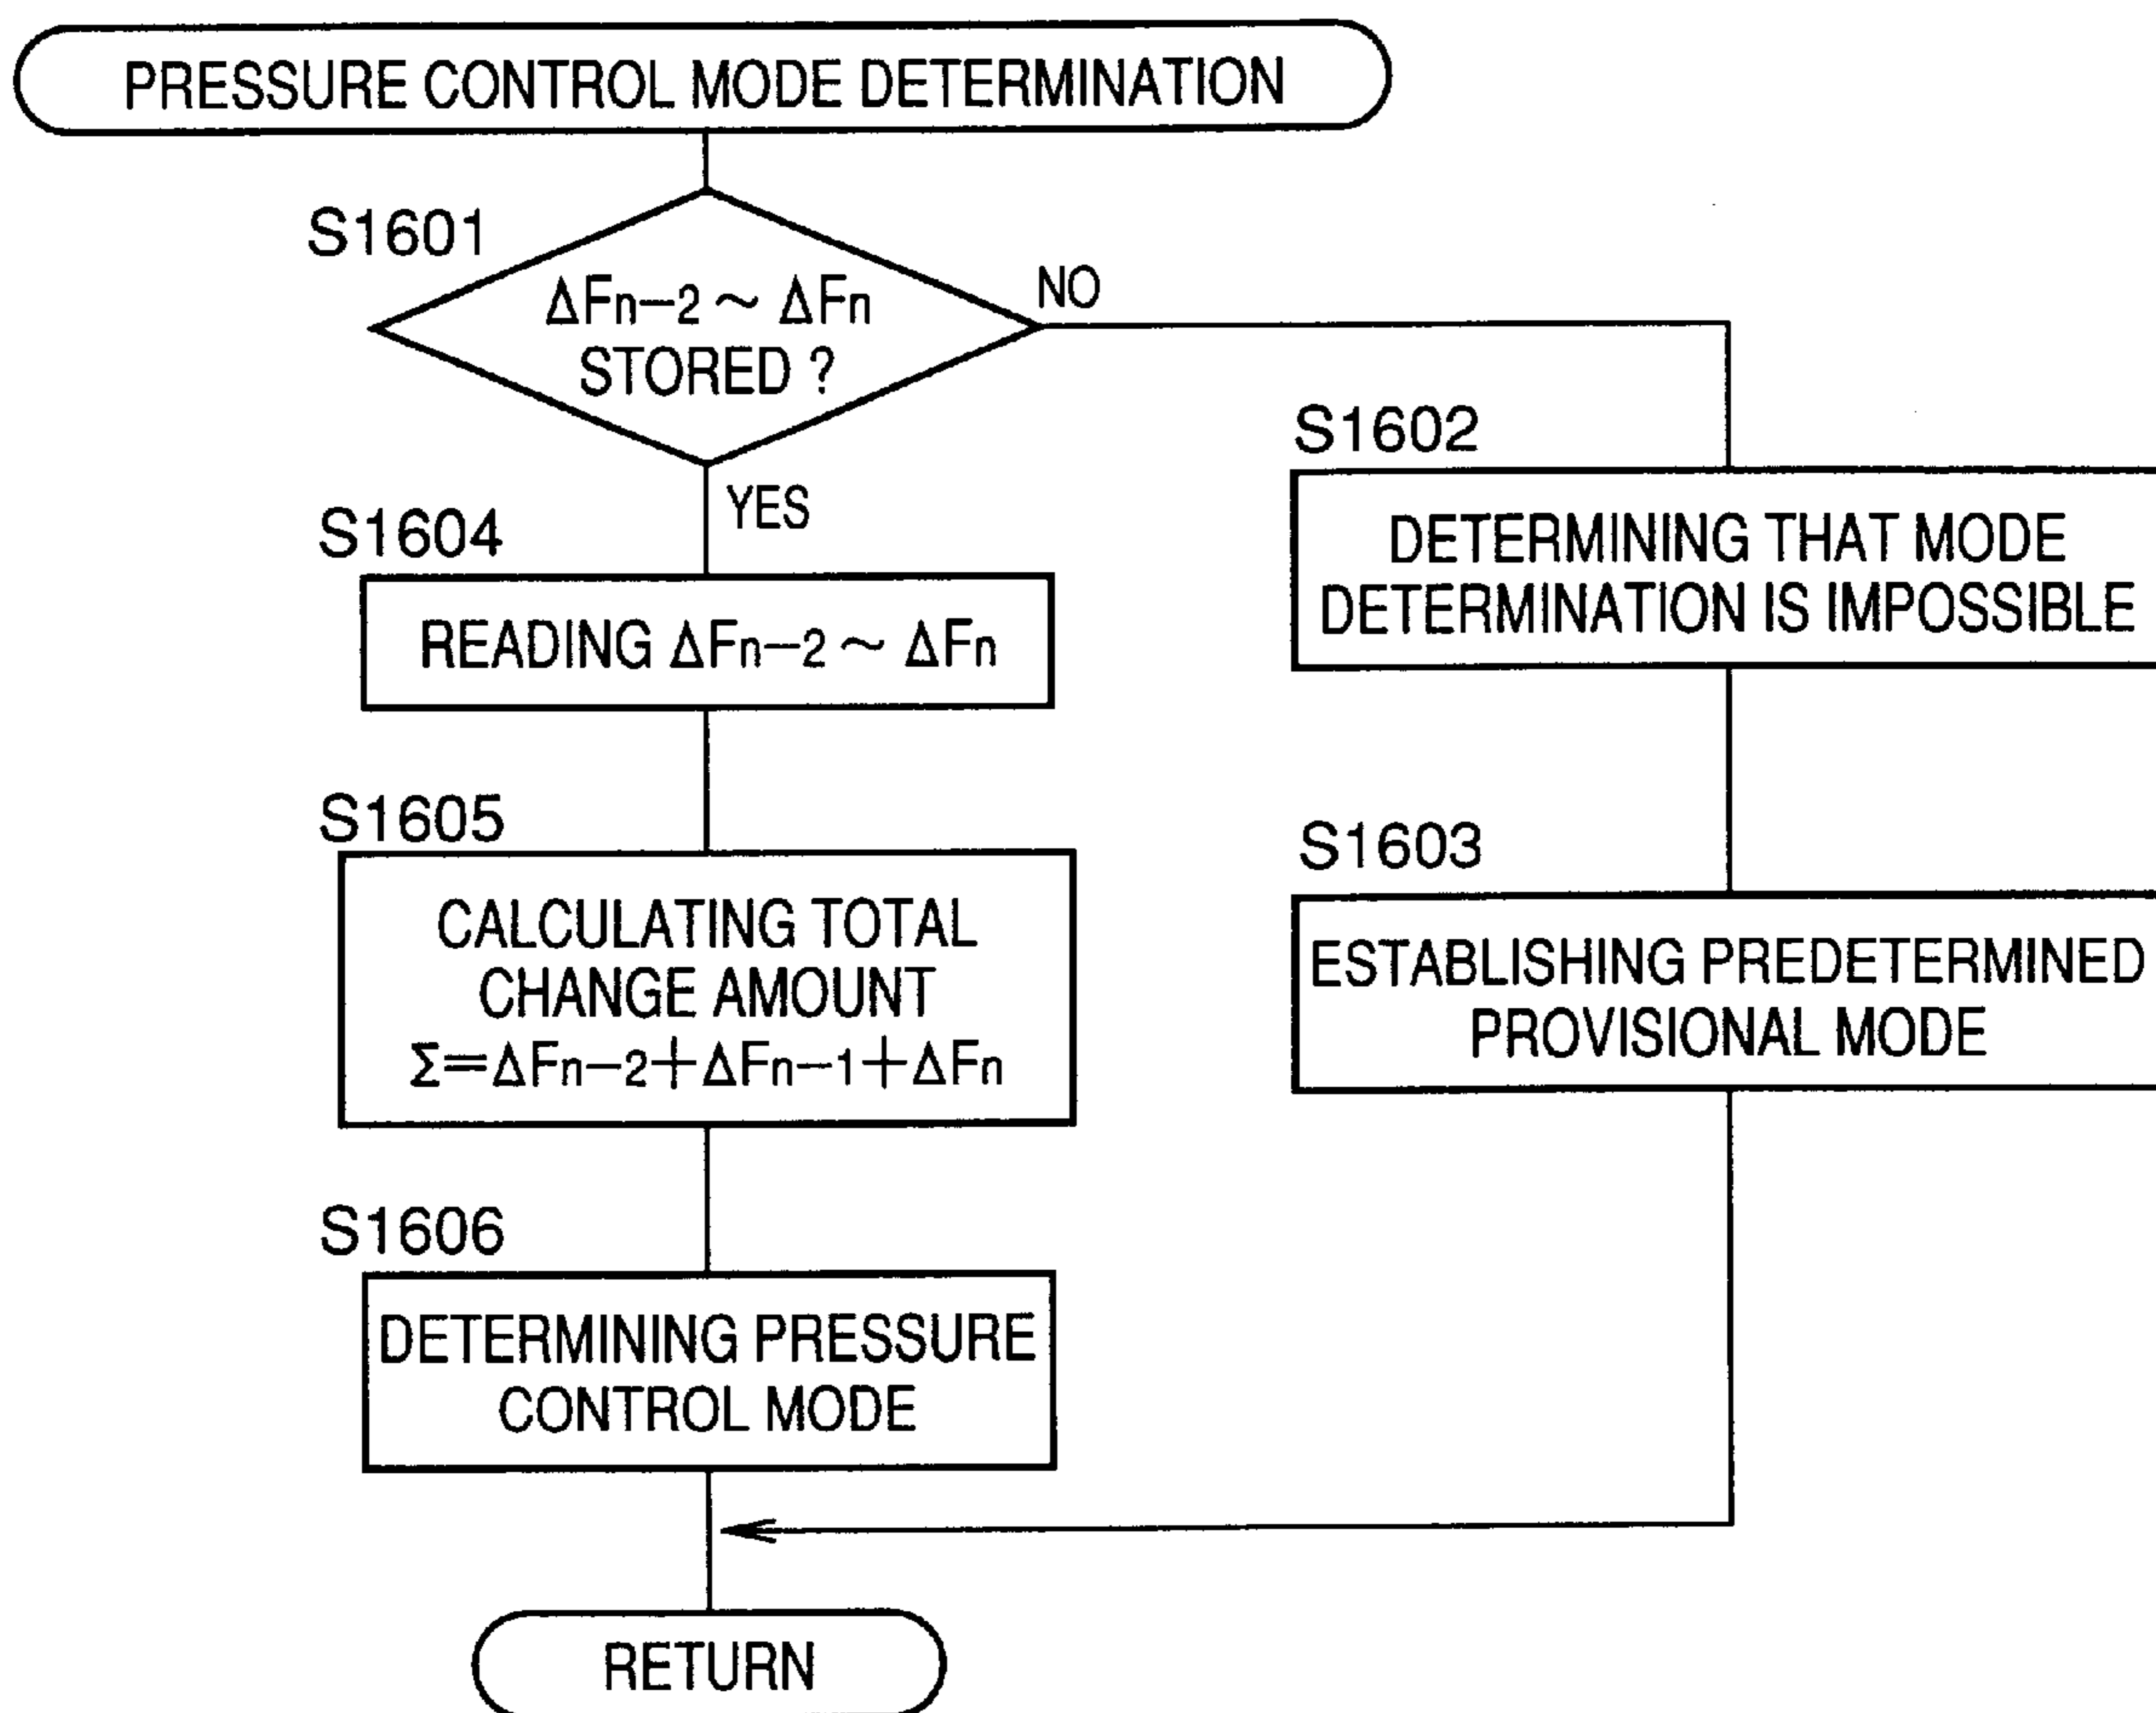 PRESSURE CONTROL MODE DETERMINATION
S1601
ΔFn−2 ~ ΔFn
STORED ?
NO
YES
S1602
DETERMINING THAT MODE
DETERMINATION IS IMPOSSIBLE
S1603
ESTABLISHING PREDETERMINED
PROVISIONAL MODE
S1604
READING ΔFn−2 ~ ΔFn
S1605
CALCULATING TOTAL
CHANGE AMOUNT
Σ=ΔFn−2+ΔFn−1+ΔFn
S1606
DETERMINING PRESSURE
CONTROL MODE
RETURN